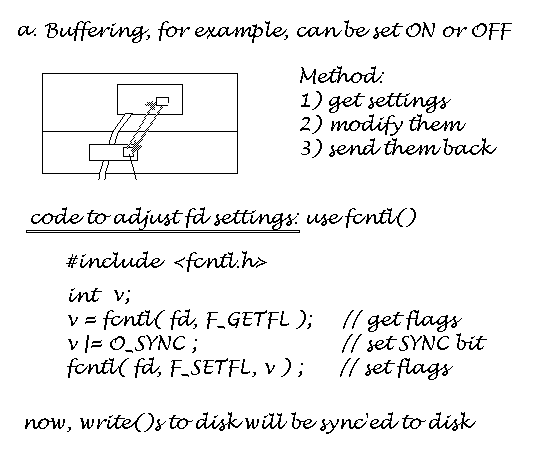 a. Buffering, for example, can be set ON or OFF
Method:
1) get settings
2) modify them
3) send them back
code to adjust fd settings: use fcntl()
#include <fcntl.h>
int v;
v = fcntl( fd, F_GETFL ); // get flags
v |= O_SYNC ; // set SYNC bit
fcntl( fd, F_SETFL, v ) ; // set flags
now, write()s to disk will be sync'ed to disk